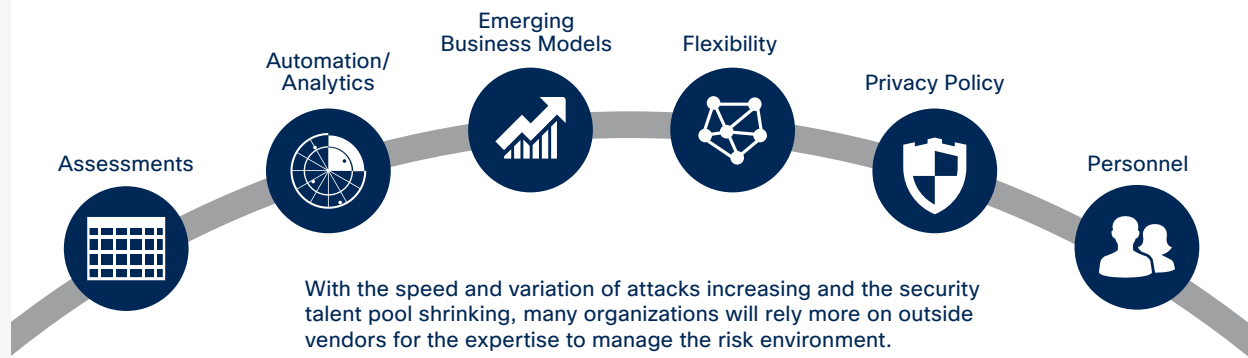 Assessments
Automation/
Analytics
Emerging
Business Models
Flexibility
Privacy Policy
Personnel
With the speed and variation of attacks increasing and the security
talent pool shrinking, many organizations will rely more on outside
vendors for the expertise to manage the risk environment.